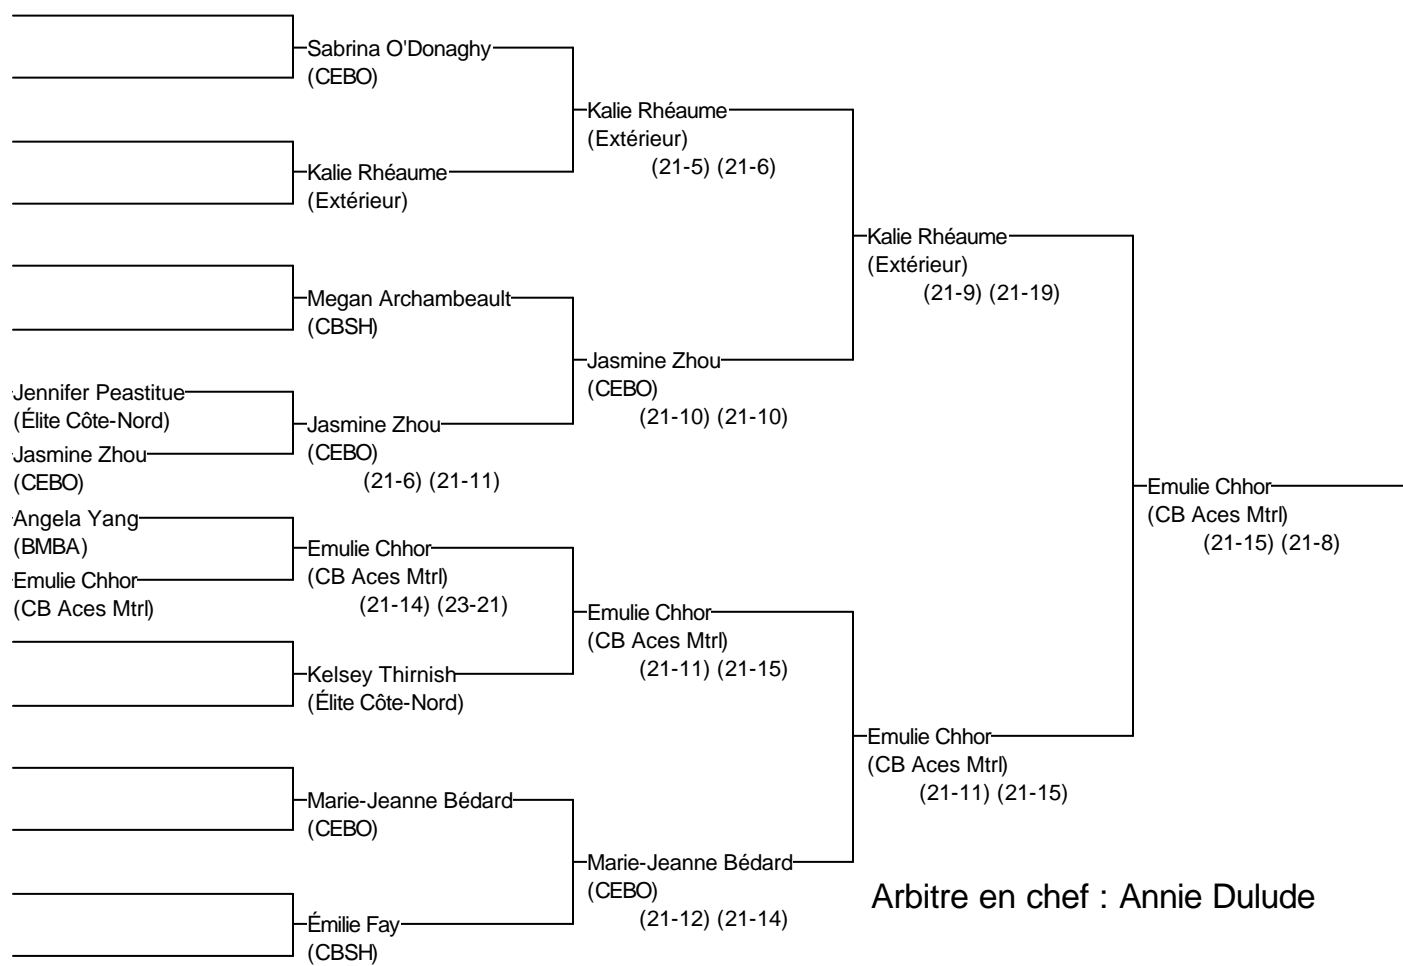 Sabrina O'Donaghy
(CEBO)
Kalie Rhéaume
(Extérieur)
(21-5) (21-6)
Kalie Rhéaume
(Extérieur)
Kalie Rhéaume
(Extérieur)
(21-9) (21-19)
Megan Archambeault
(CBSH)
Jasmine Zhou
(CEBO)
(21-10) (21-10)
Jennifer Peastitue
(Élite Côte-Nord)
Jasmine Zhou
(CEBO)
(21-6) (21-11)
Jasmine Zhou
(CEBO)
Emulie Chhor
(CB Aces Mtrl)
(21-15) (21-8)
Angela Yang
(BMBA)
Emulie Chhor
(CB Aces Mtrl)
(21-14) (23-21)
Emulie Chhor
(CB Aces Mtrl)
Emulie Chhor
(CB Aces Mtrl)
(21-11) (21-15)
Kelsey Thirnish
(Élite Côte-Nord)
Emulie Chhor
(CB Aces Mtrl)
(21-11) (21-15)
Marie-Jeanne Bédard
(CEBO)
Marie-Jeanne Bédard
(CEBO)
(21-12) (21-14)
Émilie Fay
(CBSH)
Arbitre en chef : Annie Dulude